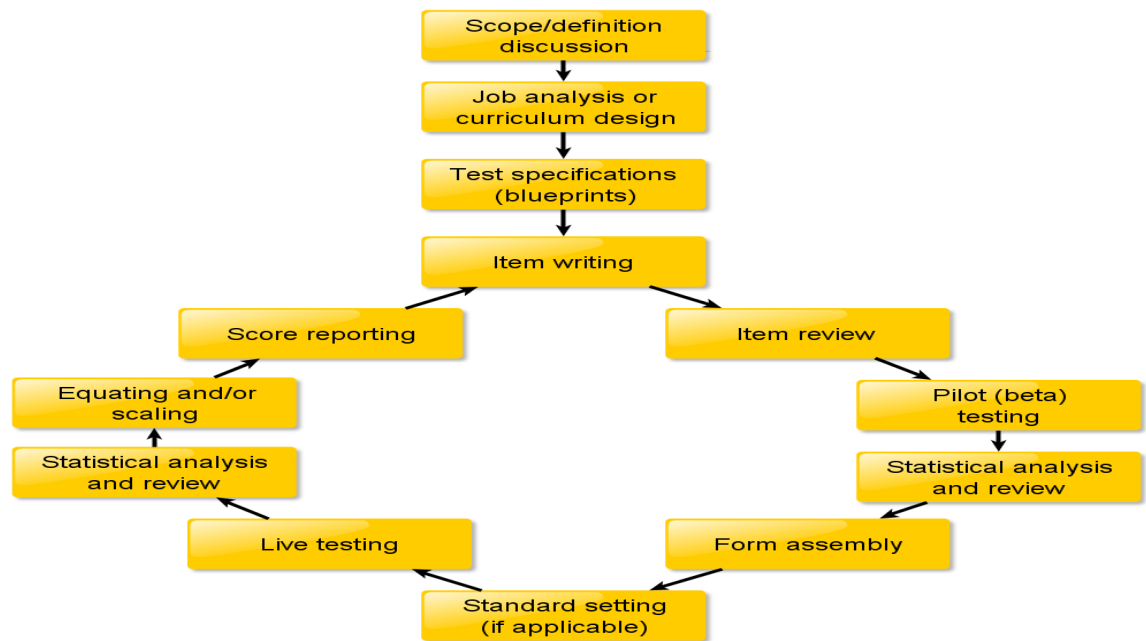 Scope/definition
discussion
Job analysis or
curriculum design
Test specifications
(blueprints)
Item writing
Score reporting
Item review
Equating and/or
scaling
Pilot (beta)
testing
Statistical analysis
and review
Statistical analysis
and review
Live testing
Form assembly
Standard setting
(if applicable)